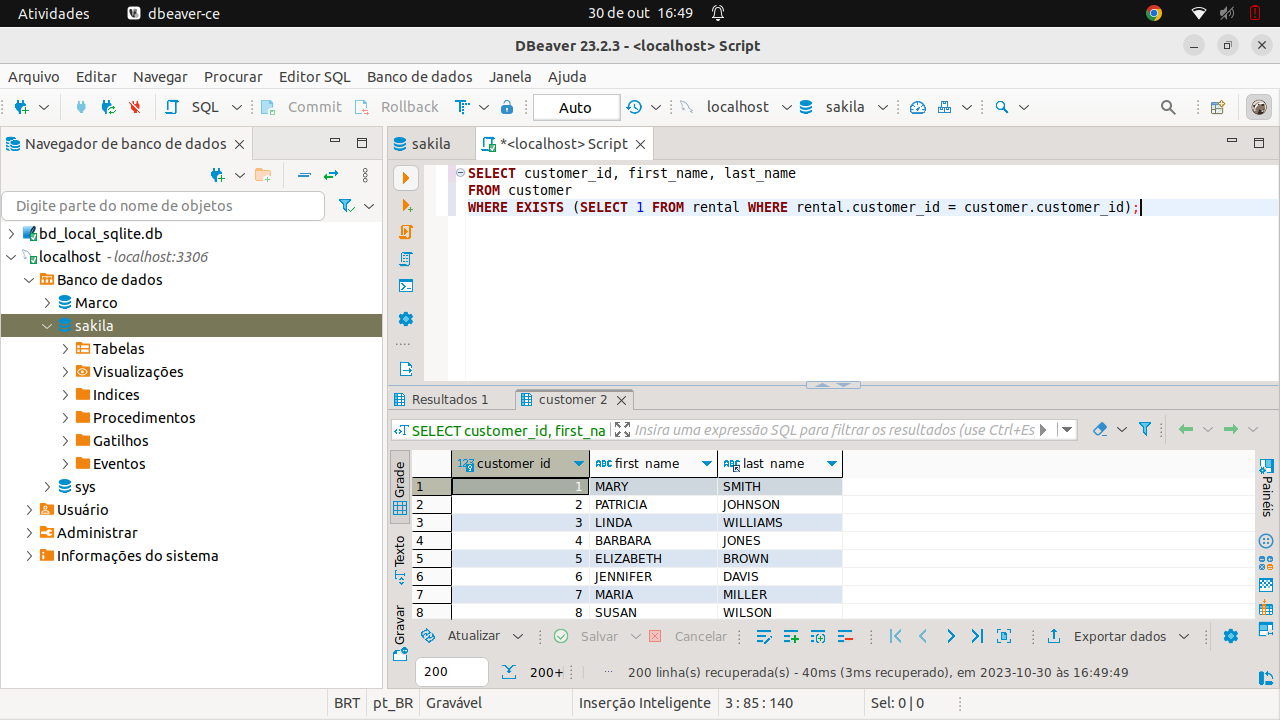 Atividades
dbeaver-ce
30 de out 16:49
DBeaver 23.2.3 - <localhost> Script
Arquivo Editar Navegar Procurar Editor SQL Banco de dados Janela Ajuda
SQL Commit Rollback Auto localhost sakila
Navegador de banco de dados
Digite parte do nome de objetos
bd_local_sqlite.db
localhost - localhost:3306
Banco de dados
Marco
sakila
Tabelas
Visualizações
Indices
Procedimentos
Gatilhos
Eventos
sys
Usuário
Administrar
Informações do sistema
sakila
*<localhost> Script
SELECT customer_id, first_name, last_name
FROM customer
WHERE EXISTS (SELECT 1 FROM rental WHERE rental.customer_id = customer.customer_id);
Resultados 1
customer 2
SELECT customer_id, first_na
Insira uma expressão SQL para filtrar os resultados (use Ctrl+Es
Grade
Texto
Gravar
customer_id first_name last_name
1 1 MARY SMITH
2 2 PATRICIA JOHNSON
3 3 LINDA WILLIAMS
4 4 BARBARA JONES
5 5 ELIZABETH BROWN
6 6 JENNIFER DAVIS
7 7 MARIA MILLER
8 8 SUSAN WILSON
Painéis
Atualizar Salvar Cancelar Exportar dados
200 200+ ... 200 linha(s) recuperada(s) - 40ms (3ms recuperado), em 2023-10-30 às 16:49:49
BRT pt_BR Gravável Inserção Inteligente 3 : 85 : 140 Sel: 0 | 0